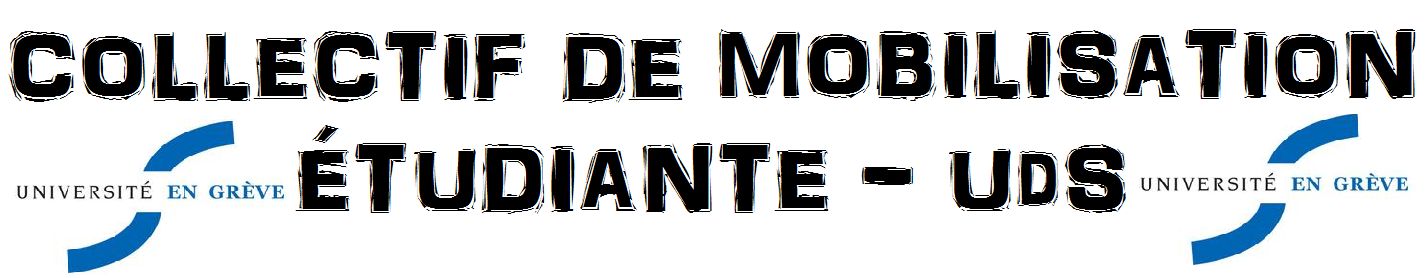 COLLECTIF DE MOBILISATION
ÉTUDIANTE - UDS
UNIVERSITÉ EN GRÈVE
UNIVERSITÉ EN GRÈVE